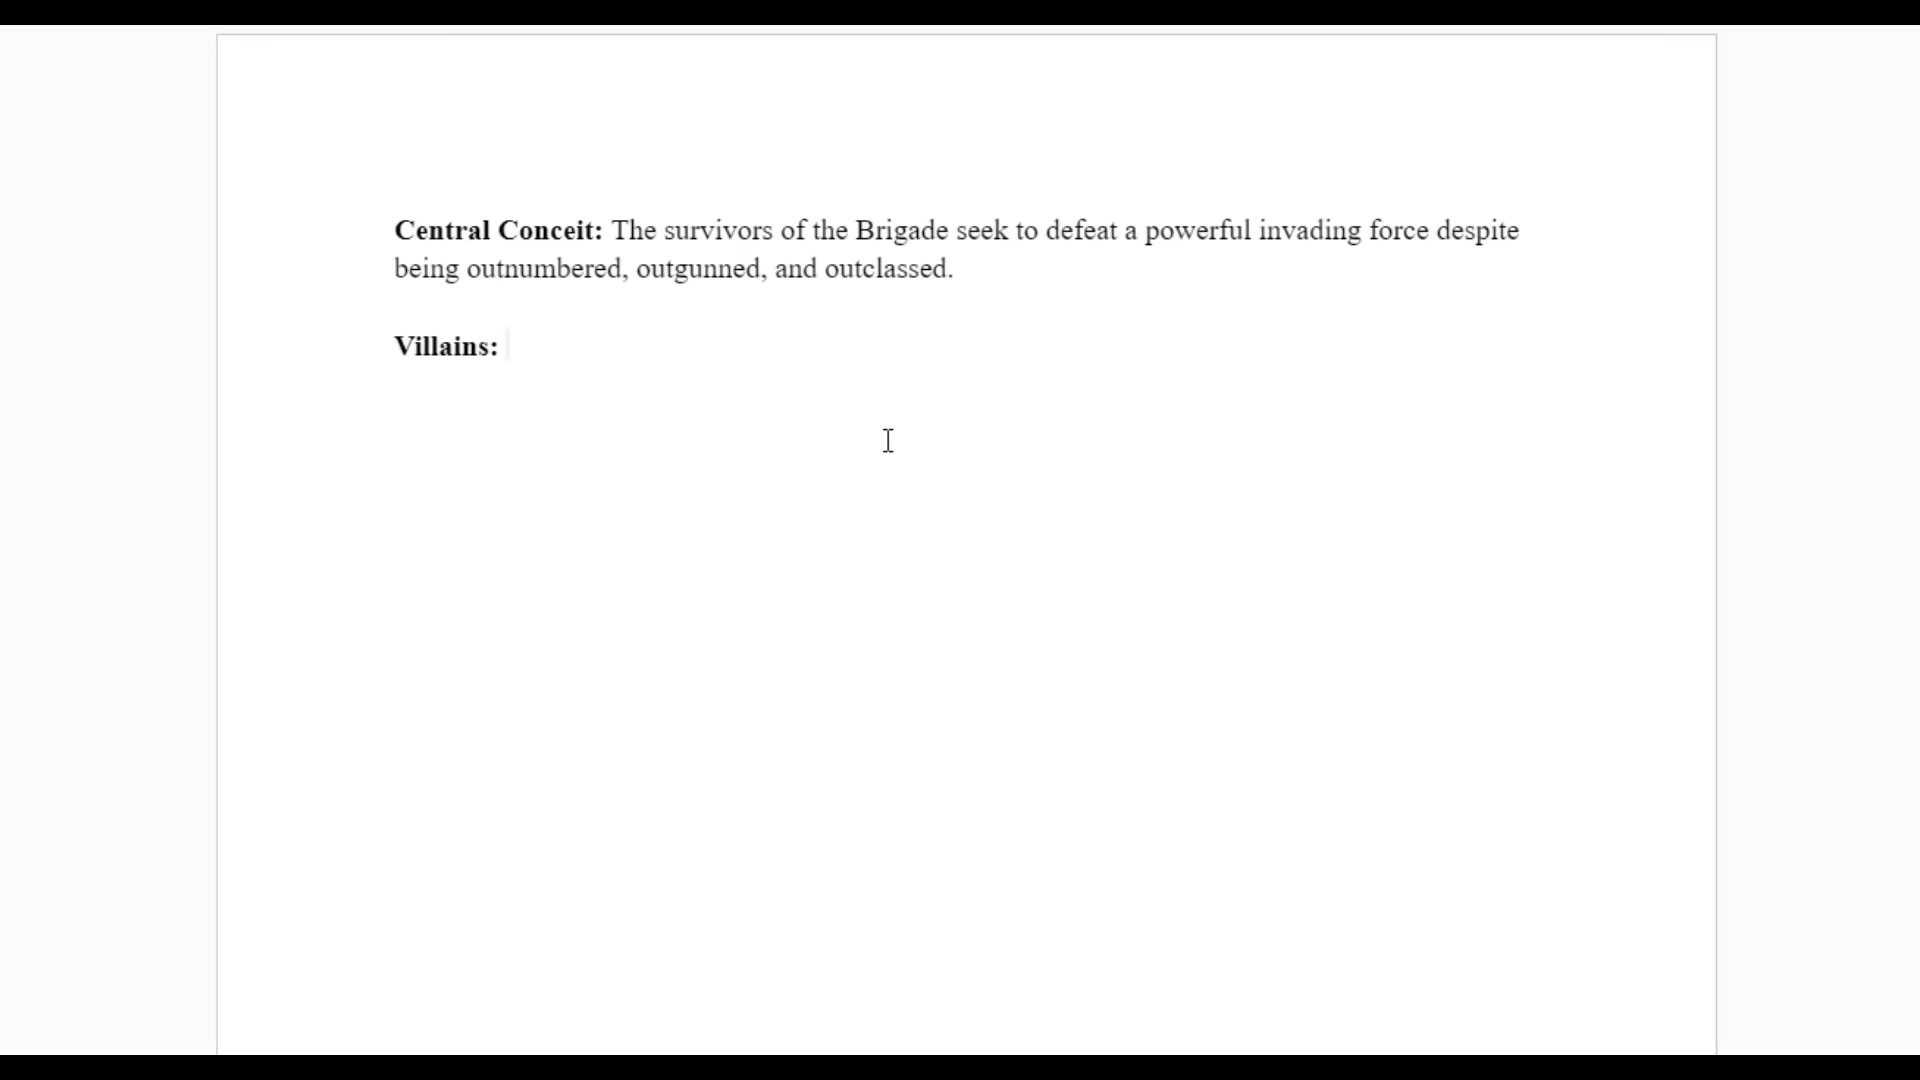 Central Conceit: The survivors of the Brigade seek to defeat a powerful invading force despite
being outnumbered, outgunned, and outclassed.
Villains: